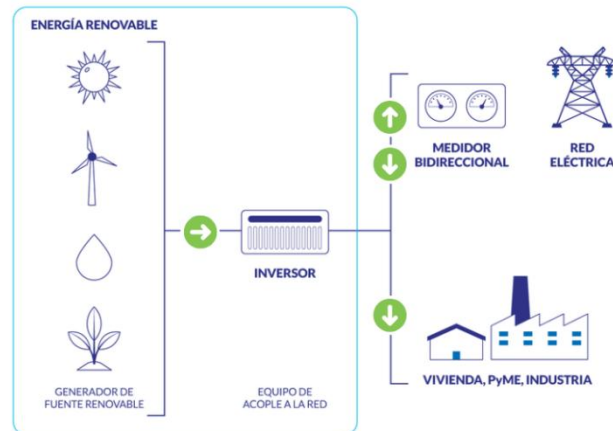 ENERGÍA RENOVABLE
MEDIDOR
BIDIRECCIONAL
RED
ELÉCTRICA
INVERSOR
GENERADOR DE
FUENTE RENOVABLE
EQUIPO DE
ACOPLE A LA RED
VIVIENDA, PyME, INDUSTRIA